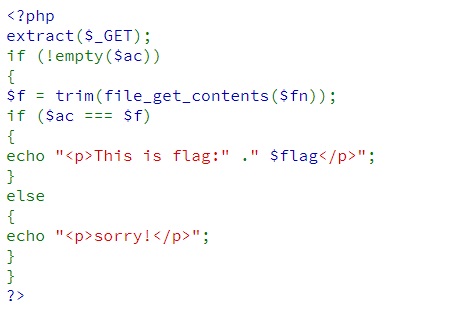 <?php
extract($_GET);
if (!empty($ac))
{
$f = trim(file_get_contents($fn));
if ($ac === $f)
{
echo "<p>This is flag:" ." $flag</p>";
}
else
{
echo "<p>sorry!</p>";
}
}
?>